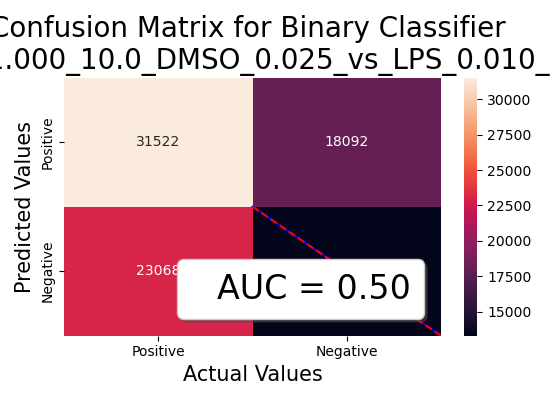 Confusion Matrix for Binary Classifier
1.000_10.0_DMSO_0.025_vs_LPS_0.010_
Predicted Values
Positive
Negative
31522
18092
23068
AUC = 0.50
Positive
Negative
Actual Values
30000
27500
25000
22500
20000
17500
15000